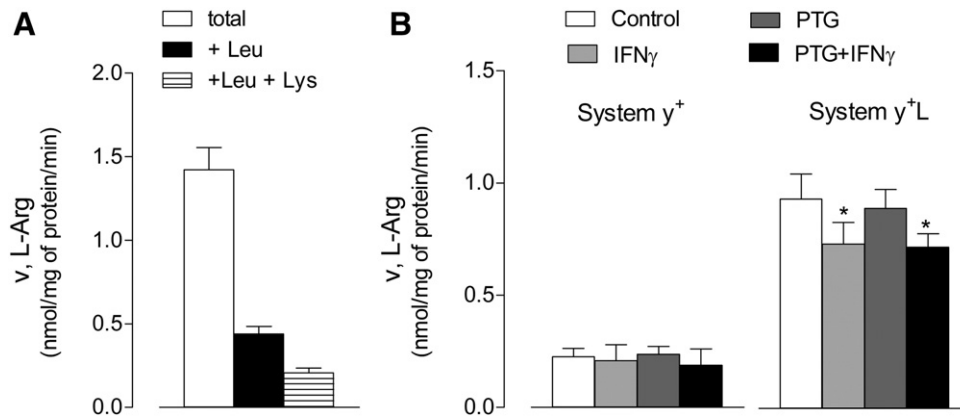 A
total
+ Leu
+Leu + Lys
2.0
1.5
1.0
0.5
0.0
v, L-Arg
(nmol/mg of protein/min)
B
Control
PTG
IFNγ
PTG+IFNγ
1.5
1.0
0.5
0.0
v, L-Arg
(nmol/mg of protein/min)
System y⁺
System y⁺L
*
*